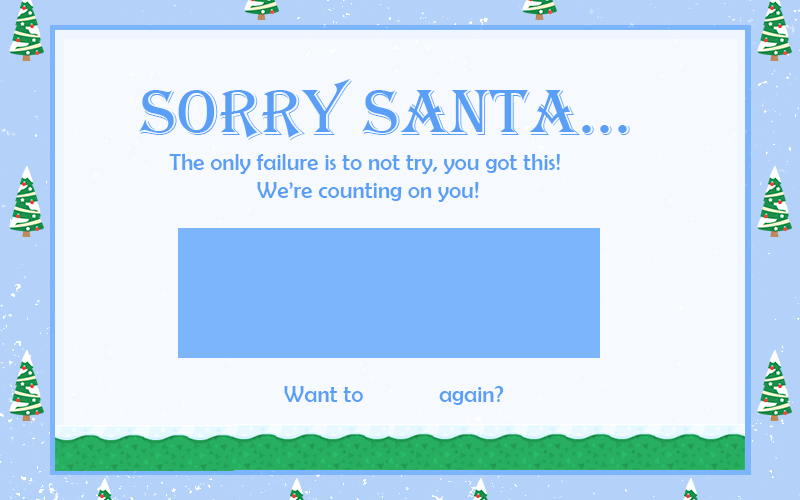 SORRY SANTA...
The only failure is to not try, you got this!
We're counting on you!
Want to again?